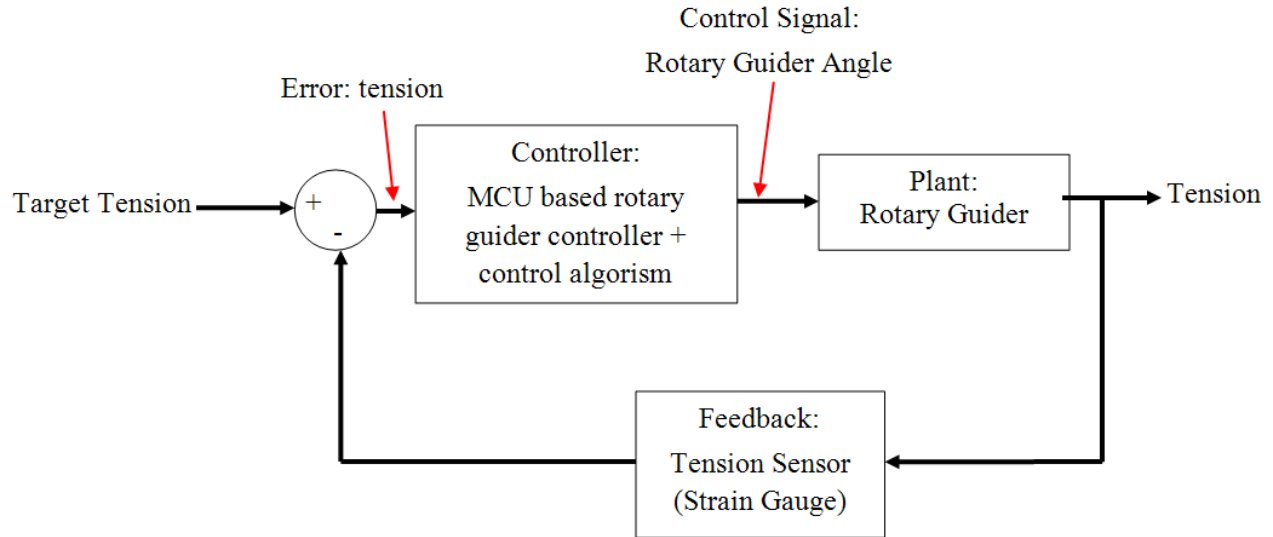 Control Signal:
Rotary Guider Angle
Error: tension
Target Tension
+
-
Controller:
MCU based rotary
guider controller +
control algorism
Plant:
Rotary Guider
Tension
Feedback:
Tension Sensor
(Strain Gauge)